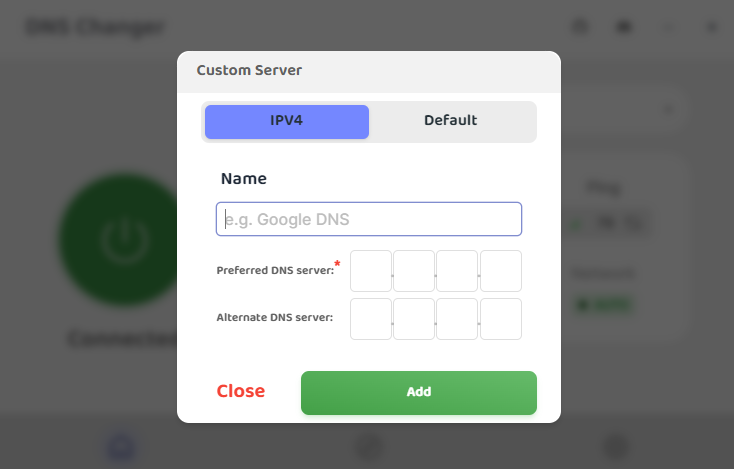 DNS Changer
Custom Server
IPV4 Default
Name
e.g. Google DNS
Preferred DNS server:*
Alternate DNS server:
Close Add
Connected
Ping